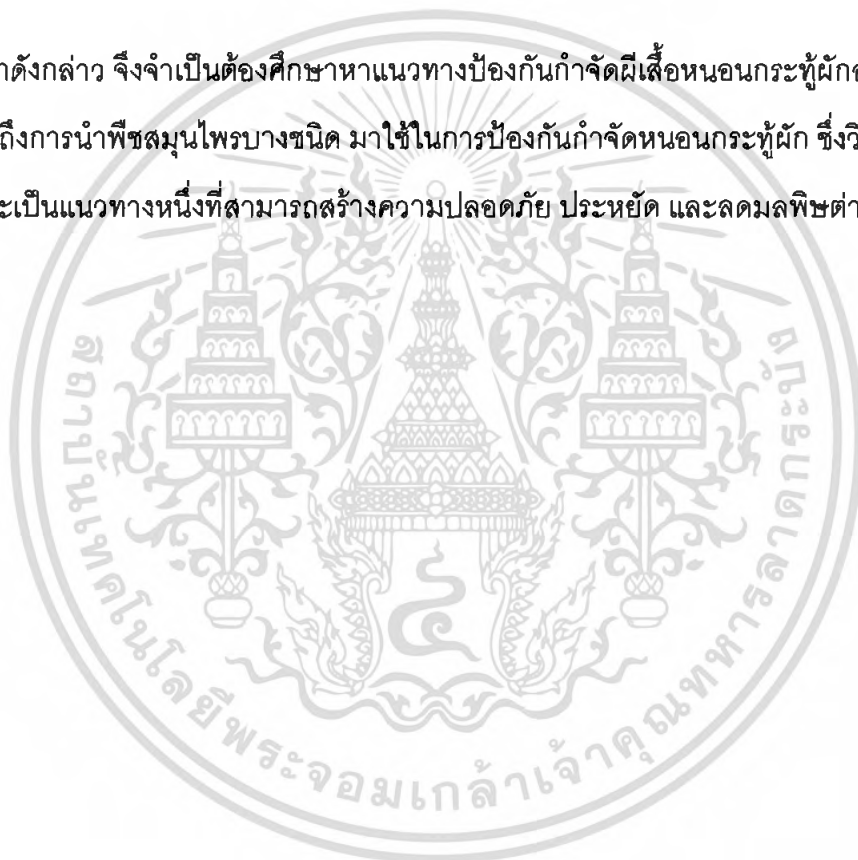 าดังกล่าว จึงจำเป็นต้องศึกษาหาแนวทางป้องกันกำจัดผีเสื้อหนอนกระทู้ผัก
ถึงการนำพืชสมุนไพรบางชนิด มาใช้ในการป้องกันกำจัดหนอนกระทู้ผัก ซึ่งวิ
ะเป็นแนวทางหนึ่งที่สามารถสร้างความปลอดภัย ประหยัด และลดมลพิษต่า
สถาบันเทคโนโลยีพระจอมเกล้าเจ้าคุณทหารลาดกระบัง